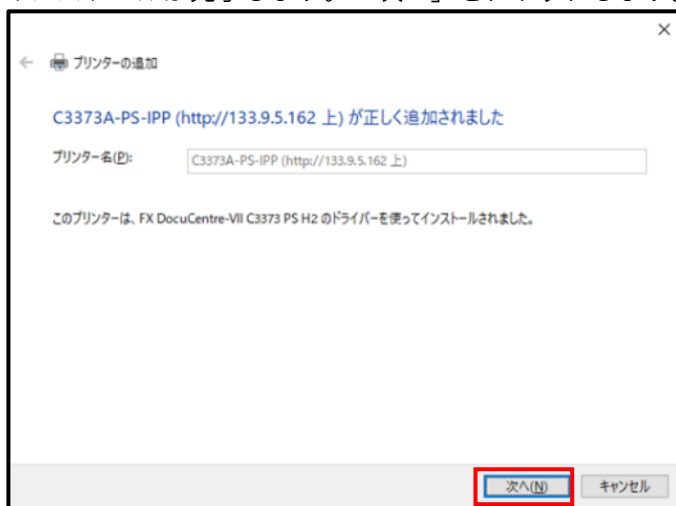 プリンターの追加
C3373A-PS-IPP (http://133.9.5.162 上) が正しく追加されました
プリンター名(P): C3373A-PS-IPP (http://133.9.5.162 上)
このプリンターは、FX DocuCentre-VII C3373 PS H2 のドライバーを使ってインストールされました。
次へ(N) キャンセル